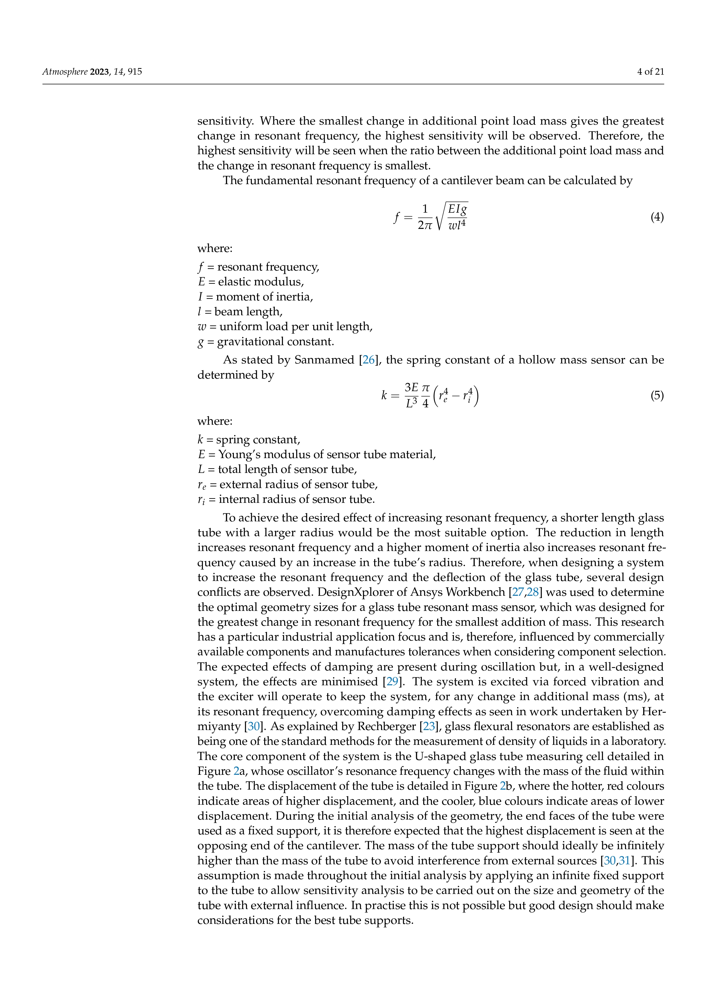 Atmosphere 2023, 14, 915
4 of 21
sensitivity. Where the smallest change in additional point load mass gives the greatest
change in resonant frequency, the highest sensitivity will be observed. Therefore, the
highest sensitivity will be seen when the ratio between the additional point load mass and
the change in resonant frequency is smallest.
The fundamental resonant frequency of a cantilever beam can be calculated by
f = \frac{1}{2π} \sqrt{\frac{EIg}{wl^4}} (4)
where:
f = resonant frequency,
E = elastic modulus,
I = moment of inertia,
l = beam length,
w = uniform load per unit length,
g = gravitational constant.
As stated by Sanmamed [26], the spring constant of a hollow mass sensor can be
determined by
k = \frac{3E}{L^3} \frac{π}{4} (r_e^4 − r_i^4) (5)
where:
k = spring constant,
E = Young's modulus of sensor tube material,
L = total length of sensor tube,
r_e = external radius of sensor tube,
r_i = internal radius of sensor tube.
To achieve the desired effect of increasing resonant frequency, a shorter length glass
tube with a larger radius would be the most suitable option. The reduction in length
increases resonant frequency and a higher moment of inertia also increases resonant fre-
quency caused by an increase in the tube's radius. Therefore, when designing a system
to increase the resonant frequency and the deflection of the glass tube, several design
conflicts are observed. DesignXplorer of Ansys Workbench [27,28] was used to determine
the optimal geometry sizes for a glass tube resonant mass sensor, which was designed for
the greatest change in resonant frequency for the smallest addition of mass. This research
has a particular industrial application focus and is, therefore, influenced by commercially
available components and manufactures tolerances when considering component selection.
The expected effects of damping are present during oscillation but, in a well-designed
system, the effects are minimised [29]. The system is excited via forced vibration and
the exciter will operate to keep the system, for any change in additional mass (ms), at
its resonant frequency, overcoming damping effects as seen in work undertaken by Her-
miyanty [30]. As explained by Rechberger [23], glass flexural resonators are established as
being one of the standard methods for the measurement of density of liquids in a laboratory.
The core component of the system is the U-shaped glass tube measuring cell detailed in
Figure 2a, whose oscillator's resonance frequency changes with the mass of the fluid within
the tube. The displacement of the tube is detailed in Figure 2b, where the hotter, red colours
indicate areas of higher displacement, and the cooler, blue colours indicate areas of lower
displacement. During the initial analysis of the geometry, the end faces of the tube were
used as a fixed support, it is therefore expected that the highest displacement is seen at the
opposing end of the cantilever. The mass of the tube support should ideally be infinitely
higher than the mass of the tube to avoid interference from external sources [30,31]. This
assumption is made throughout the initial analysis by applying an infinite fixed support
to the tube to allow sensitivity analysis to be carried out on the size and geometry of the
tube with external influence. In practise this is not possible but good design should make
considerations for the best tube supports.